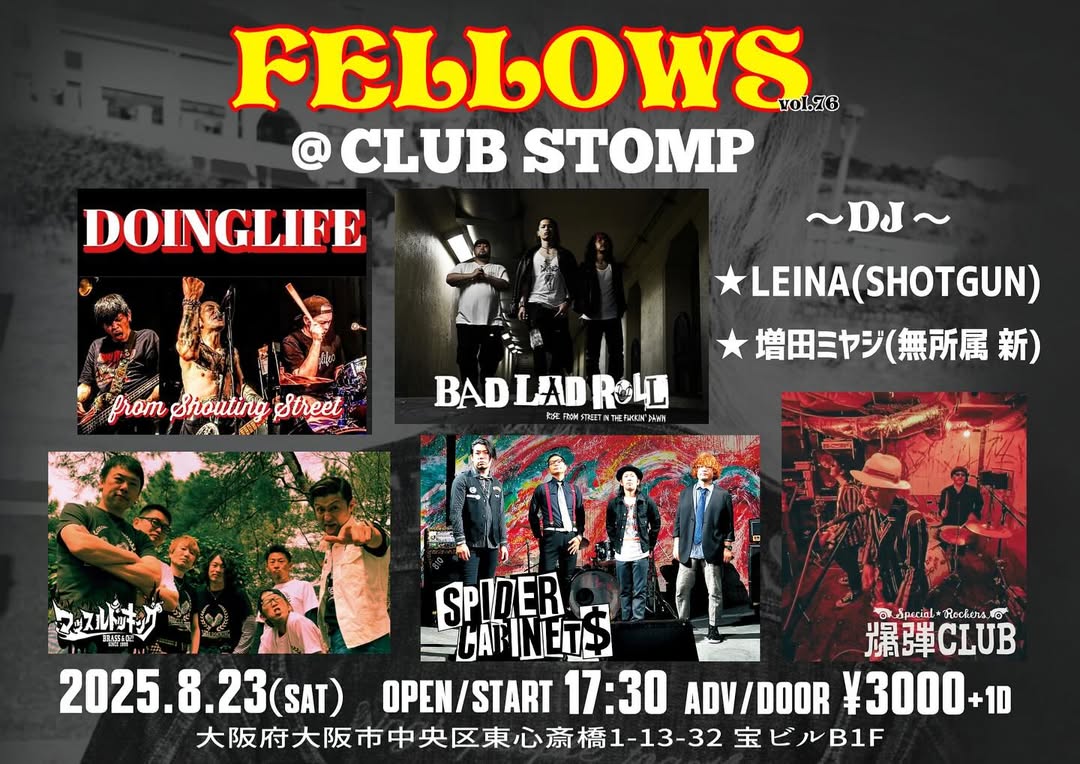 FELLOWS
vol.76
@ CLUB STOMP
DOINGLIFE
from Shouting Street
BAD LAD ROLL
RISE FROM STREET IN THE FUCKIN' DAWN
～DJ～
★LEINA(SHOTGUN)
★増田ミヤジ(無所属 新)
マッスルドッキング
BRASS & Oi!!
SPIDER
CABINET$
Special★Rockers
爆弾CLUB
2025.8.23(SAT) OPEN/START 17:30 ADV/DOOR ¥3000+1D
大阪府大阪市中央区東心斎橋1-13-32 宝ビルB1F